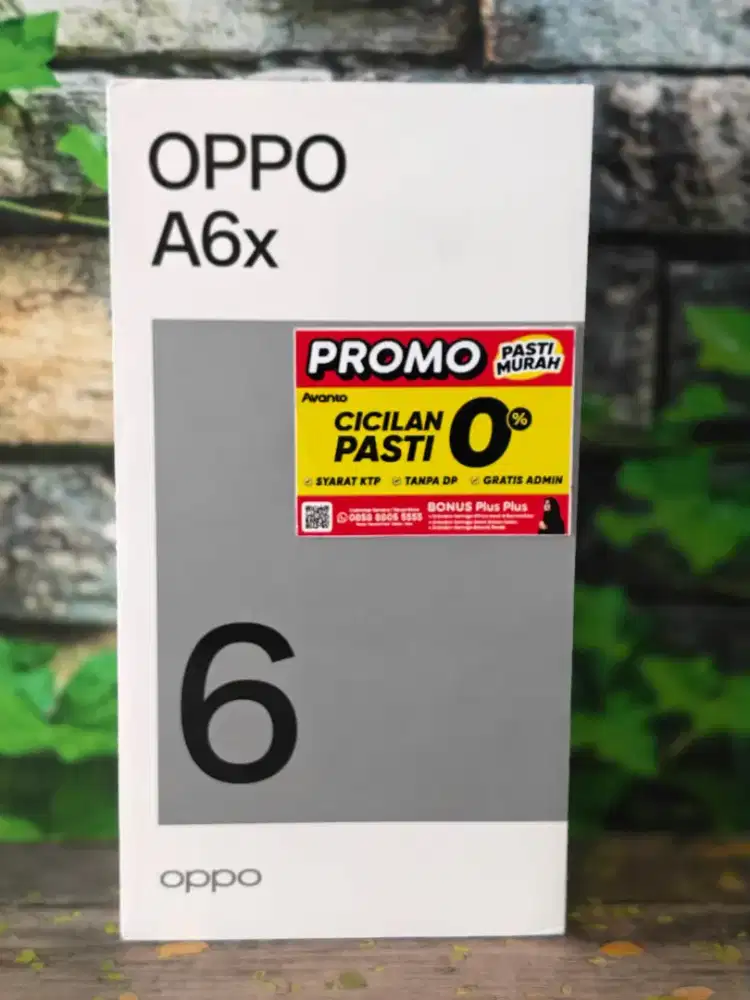 OPPO
A6x
PROMO
PASTI
MURAH
Avanto
CICILAN
PASTI
0%
SYARAT KTP TANPA DP GRATIS ADMIN
BONUS Plus Plus
6
oppo